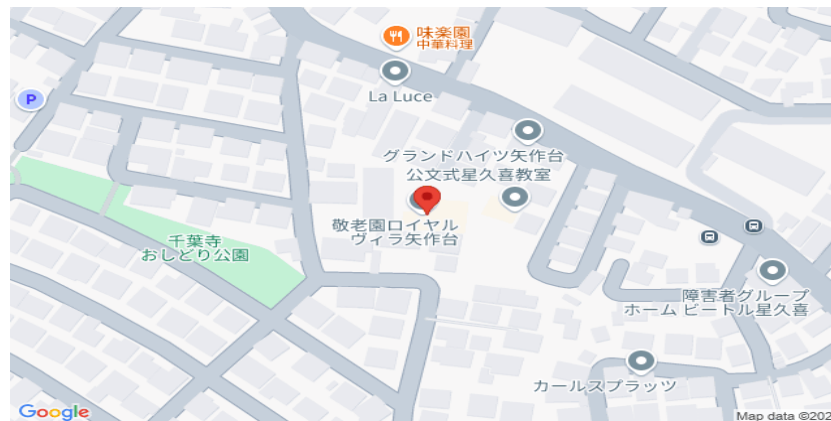 味楽園
中華料理
La Luce
P
グランドハイツ矢作台
公文式星久喜教室
敬老園ロイヤル
ヴィラ矢作台
千葉寺
おしどり公園
障害者グループ
ホーム ビートル星久喜
カールスプラッツ
Google
Map data ©202